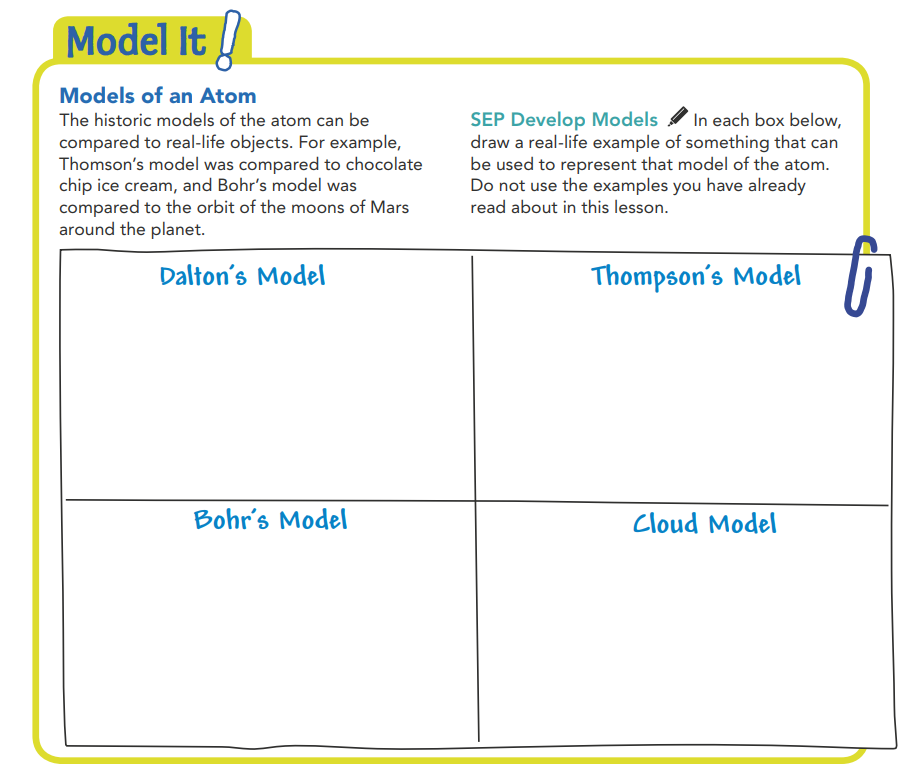 Model It!
Models of an Atom
The historic models of the atom can be
compared to real-life objects. For example,
Thomson's model was compared to chocolate
chip ice cream, and Bohr's model was
compared to the orbit of the moons of Mars
around the planet.
SEP Develop Models In each box below,
draw a real-life example of something that can
be used to represent that model of the atom.
Do not use the examples you have already
read about in this lesson.
Dalton's Model
Thompson's Model
Bohr's Model
Cloud Model